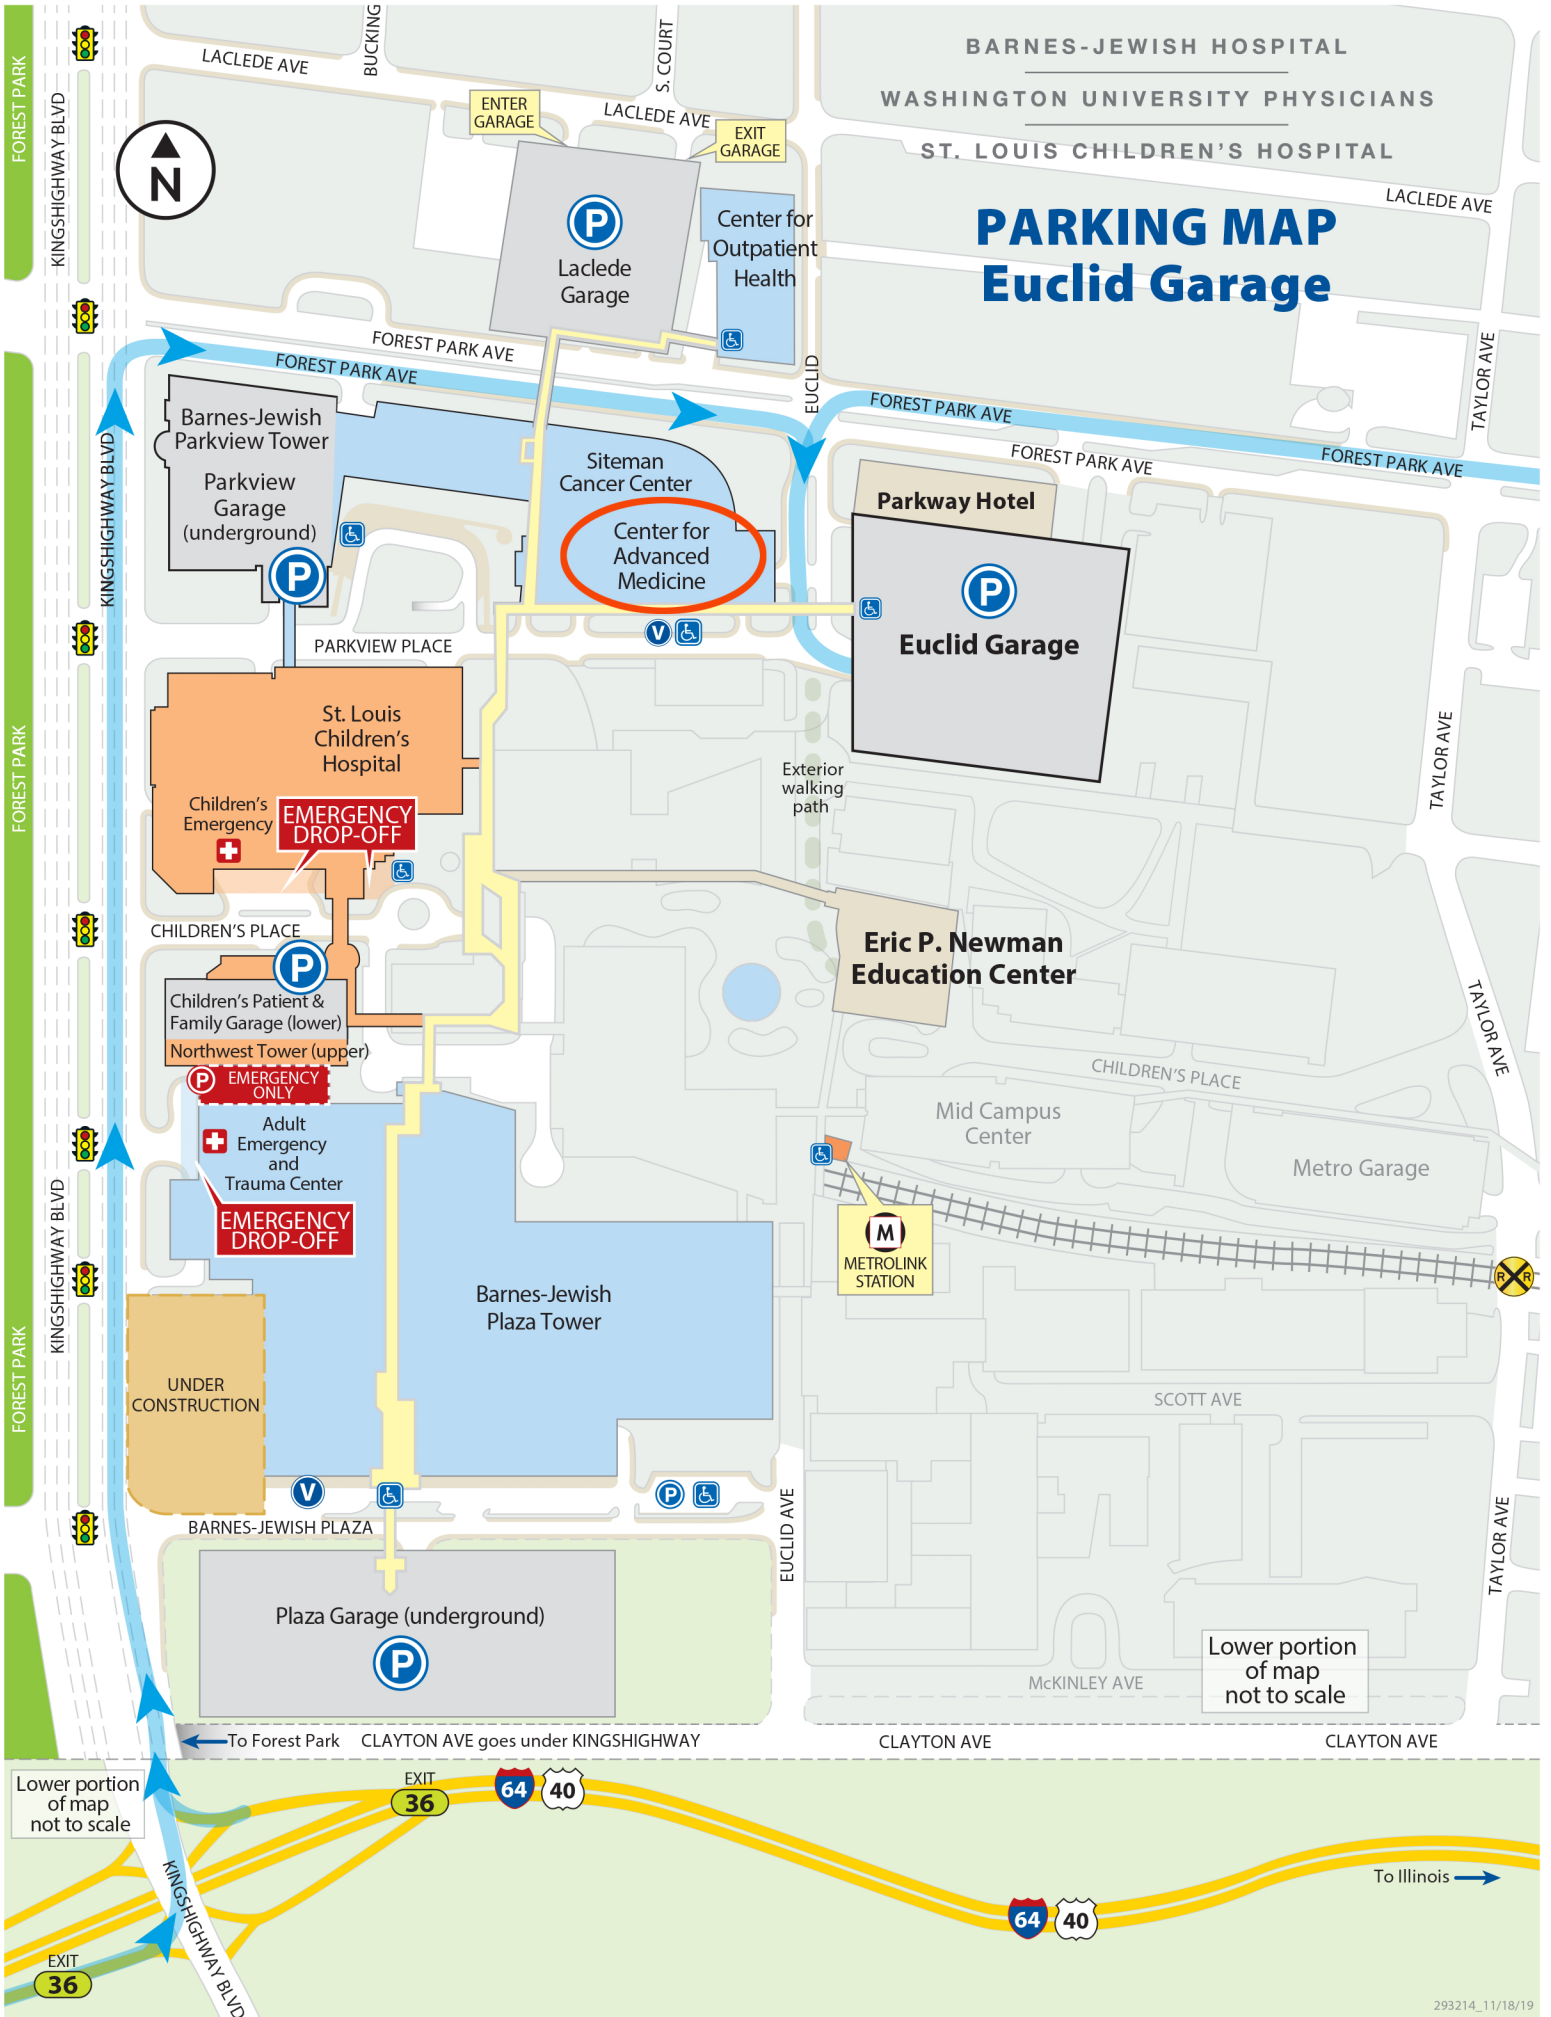 BARNES-JEWISH HOSPITAL
WASHINGTON UNIVERSITY PHYSICIANS
ST. LOUIS CHILDREN'S HOSPITAL
PARKING MAP
Euclid Garage
FOREST PARK
KINGSHIGHWAY BLVD
N
LACLEDE AVE
BUCKING
S. COURT
LACLEDE AVE
LACLEDE AVE
ENTER
GARAGE
EXIT
GARAGE
P
Laclede
Garage
Center for
Outpatient
Health
FOREST PARK AVE
FOREST PARK AVE
EUCLID
FOREST PARK AVE
FOREST PARK AVE
FOREST PARK AVE
TAYLOR AVE
KINGSHIGHWAY BLVD
Barnes-Jewish
Parkview Tower
Parkview
Garage
(underground)
P
Siteman
Cancer Center
Center for
Advanced
Medicine
V
Parkway Hotel
P
Euclid Garage
PARKVIEW PLACE
FOREST PARK
TAYLOR AVE
St. Louis
Children's
Hospital
Children's
Emergency
EMERGENCY
DROP-OFF
Exterior
walking
path
CHILDREN'S PLACE
P
Children's Patient &
Family Garage (lower)
Northwest Tower (upper)
P
EMERGENCY
ONLY
Eric P. Newman
Education Center
TAYLOR AVE
CHILDREN'S PLACE
Mid Campus
Center
Metro Garage
Adult
Emergency
and
Trauma Center
EMERGENCY
DROP-OFF
M
METROLINK
STATION
R R
KINGSHIGHWAY BLVD
FOREST PARK
Barnes-Jewish
Plaza Tower
UNDER
CONSTRUCTION
SCOTT AVE
V
P
BARNES-JEWISH PLAZA
EUCLID AVE
TAYLOR AVE
Plaza Garage (underground)
P
McKINLEY AVE
Lower portion
of map
not to scale
To Forest Park
CLAYTON AVE goes under KINGSHIGHWAY
CLAYTON AVE
CLAYTON AVE
Lower portion
of map
not to scale
EXIT
36
64
40
KINGSHIGHWAY BLVD
64
40
To Illinois
EXIT
36
293214_11/18/19